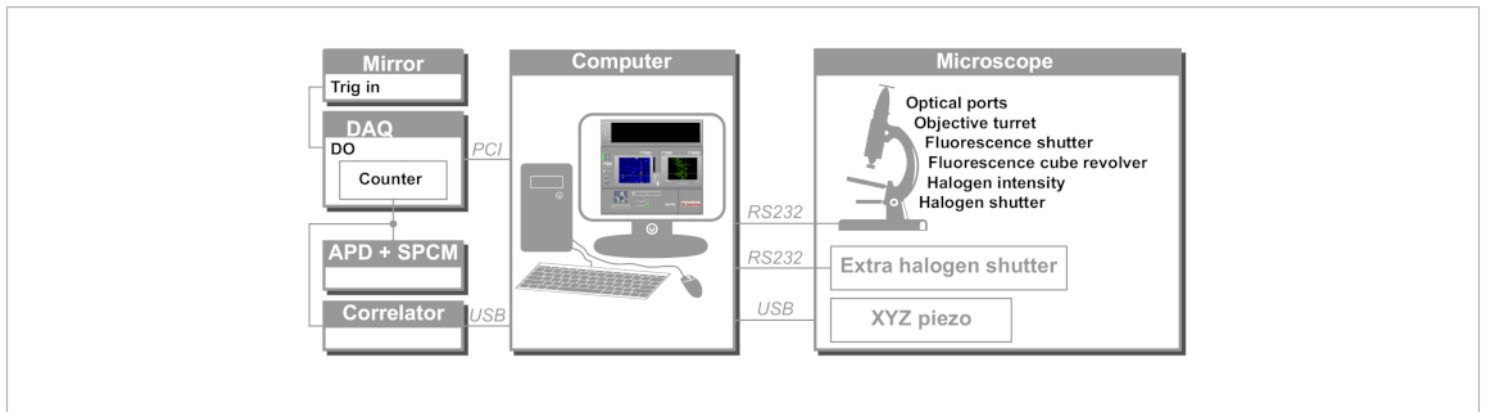 Mirror
Trig in
DAQ
DO
Counter
APD + SPCM
Correlator
PCI
USB
Computer
RS232
RS232
USB
Microscope
Optical ports
Objective turret
Fluorescence shutter
Fluorescence cube revolver
Halogen intensity
Halogen shutter
Extra halogen shutter
XYZ piezo